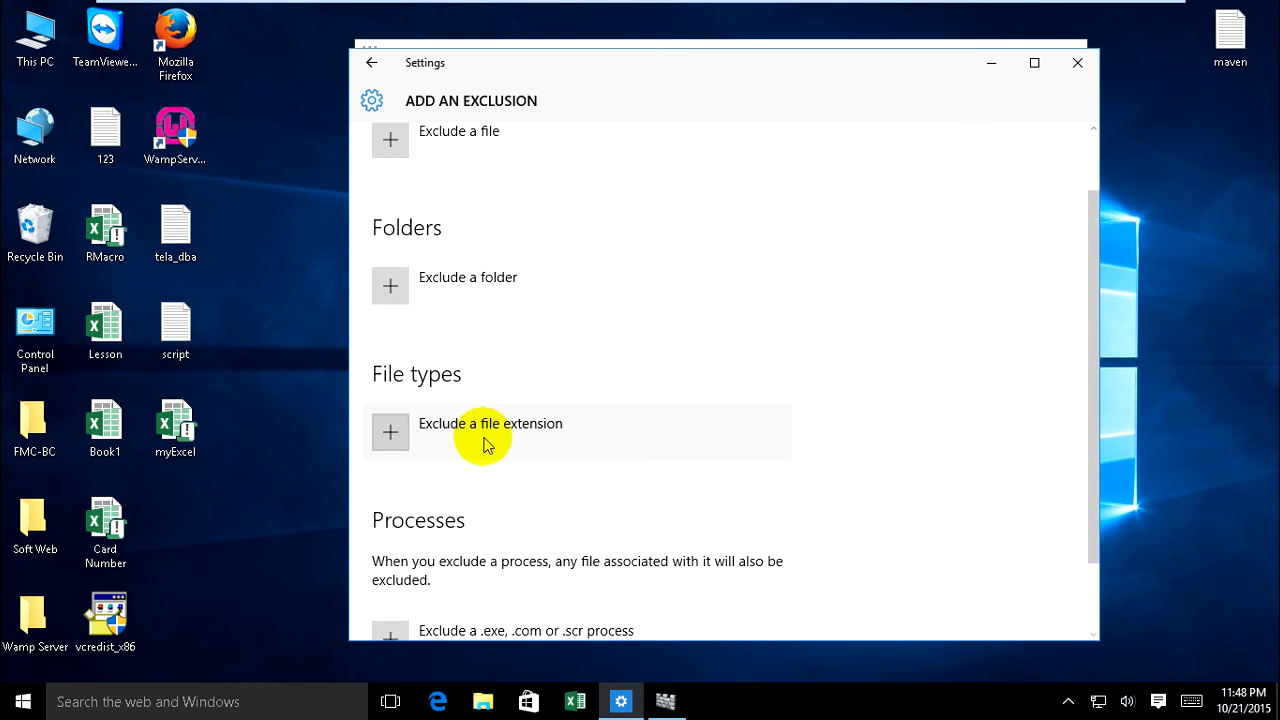 This PC
TeamViewe...
Mozilla
Firefox
maven
Network
123
WampServ...
Recycle Bin
RMacro
tela_dba
Control
Panel
Lesson
script
FMC-BC
Book1
myExcel
Soft Web
Card
Number
Wamp Server
vcredist_x86
Settings
ADD AN EXCLUSION
Exclude a file
Folders
Exclude a folder
File types
Exclude a file extension
Processes
When you exclude a process, any file associated with it will also be
excluded.
Exclude a .exe, .com or .scr process
Search the web and Windows
11:48 PM
10/21/2015